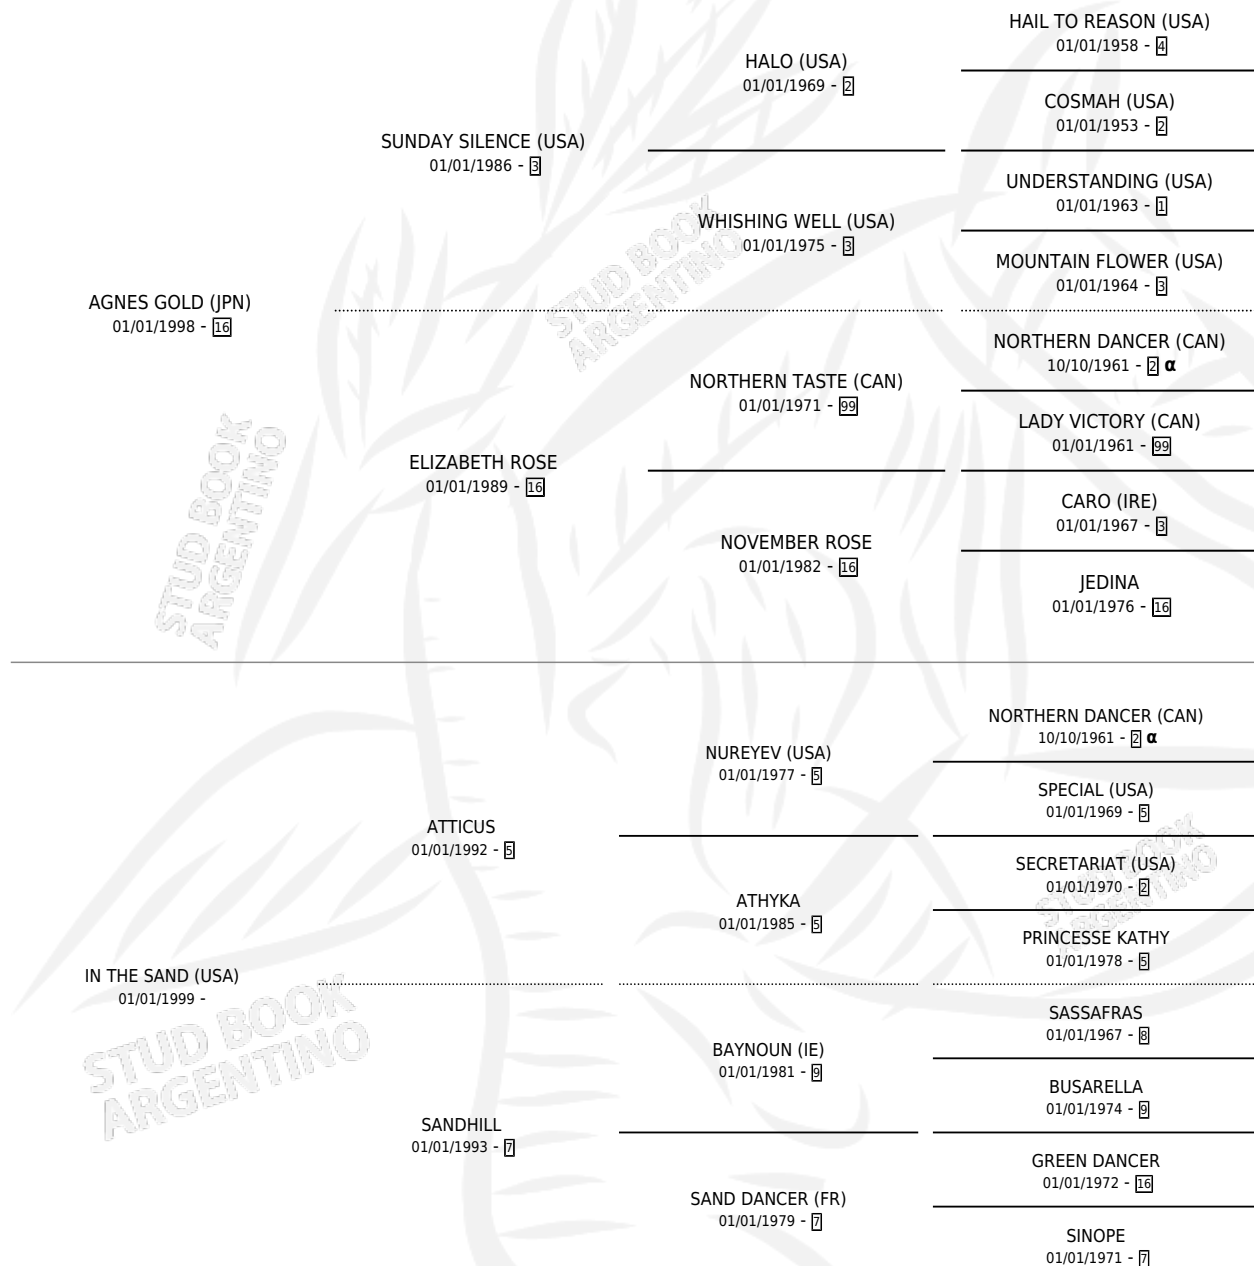 HAIL TO REASON (USA)
01/01/1958 - 4
HALO (USA)
01/01/1969 - 2
COSMAH (USA)
01/01/1953 - 2
SUNDAY SILENCE (USA)
01/01/1986 - 3
UNDERSTANDING (USA)
01/01/1963 - 1
WHISHING WELL (USA)
01/01/1975 - 3
MOUNTAIN FLOWER (USA)
01/01/1964 - 3
AGNES GOLD (JPN)
01/01/1998 - 16
NORTHERN DANCER (CAN)
10/10/1961 - 2 α
NORTHERN TASTE (CAN)
01/01/1971 - 99
LADY VICTORY (CAN)
01/01/1961 - 99
ELIZABETH ROSE
01/01/1989 - 16
CARO (IRE)
01/01/1967 - 3
NOVEMBER ROSE
01/01/1982 - 16
JEDINA
01/01/1976 - 16
NORTHERN DANCER (CAN)
10/10/1961 - 2 α
NUREYEV (USA)
01/01/1977 - 5
SPECIAL (USA)
01/01/1969 - 5
ATTICUS
01/01/1992 - 5
SECRETARIAT (USA)
01/01/1970 - 2
ATHYKA
01/01/1985 - 5
PRINCESSE KATHY
01/01/1978 - 5
IN THE SAND (USA)
01/01/1999 -
SASSAFRAS
01/01/1967 - 8
BAYNOUN (IE)
01/01/1981 - 9
BUSARELLA
01/01/1974 - 9
SANDHILL
01/01/1993 - 7
GREEN DANCER
01/01/1972 - 16
SAND DANCER (FR)
01/01/1979 - 7
SINOPE
01/01/1971 - 7
STUD BOOK
ARGENTINO
STUD BOOK
ARGENTINO
STUD BOOK
ARGENTINO
STUD BOOK
ARGENTINO